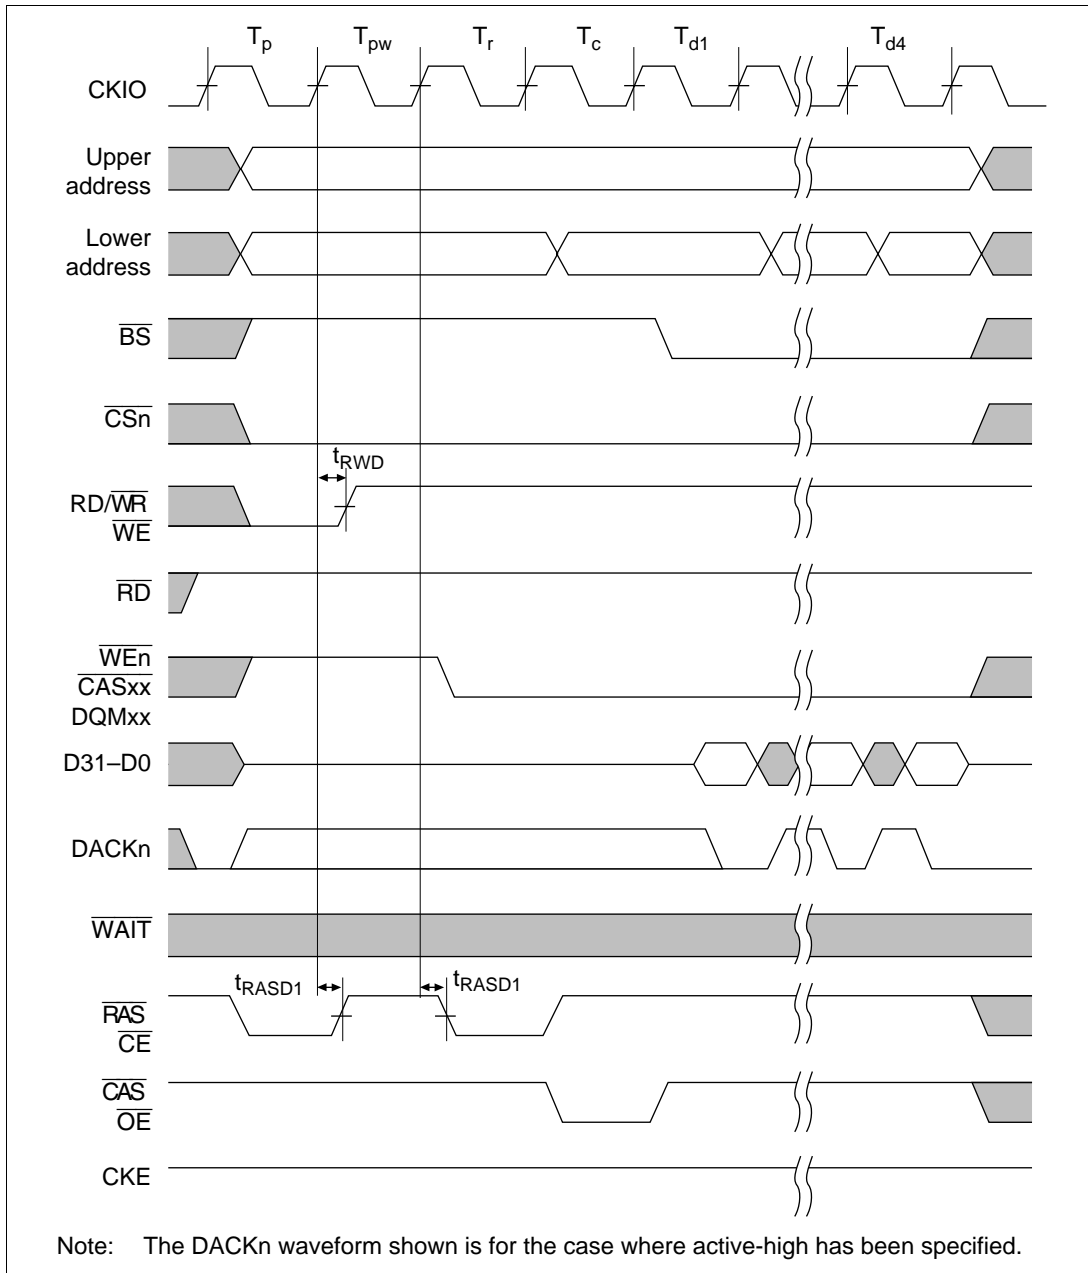 Tp Tpw Tr Tc Td1 Td4
CKIO
Upper
address
Lower
address
BS
CSn
tRWD
RD/WR
WE
RD
WEn
CASxx
DQMxx
D31–D0
DACKn
WAIT
tRASD1 tRASD1
RAS
CE
CAS
OE
CKE
Note: The DACKn waveform shown is for the case where active-high has been specified.